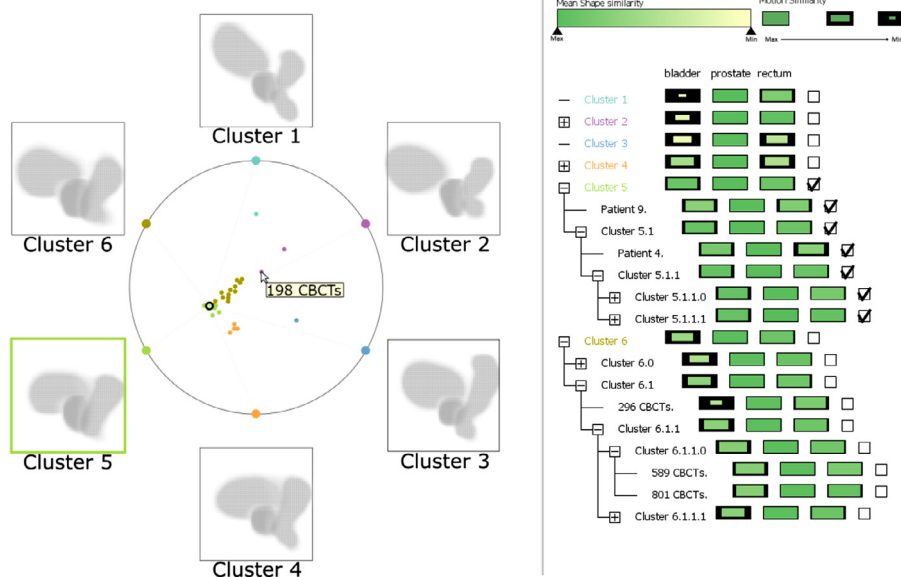 Cluster 1
Cluster 6
Cluster 2
198 CBCTs
Cluster 5
Cluster 3
Cluster 4
Mean Shape similarity
Motion Similarity
Max
Min
Max
Min
bladder prostate rectum
Cluster 1
Cluster 2
Cluster 3
Cluster 4
Cluster 5
Patient 9.
Cluster 5.1
Patient 4.
Cluster 5.1.1
Cluster 5.1.1.0
Cluster 5.1.1.1
Cluster 6
Cluster 6.0
Cluster 6.1
296 CBCTs.
Cluster 6.1.1
Cluster 6.1.1.0
589 CBCTs.
801 CBCTs.
Cluster 6.1.1.1